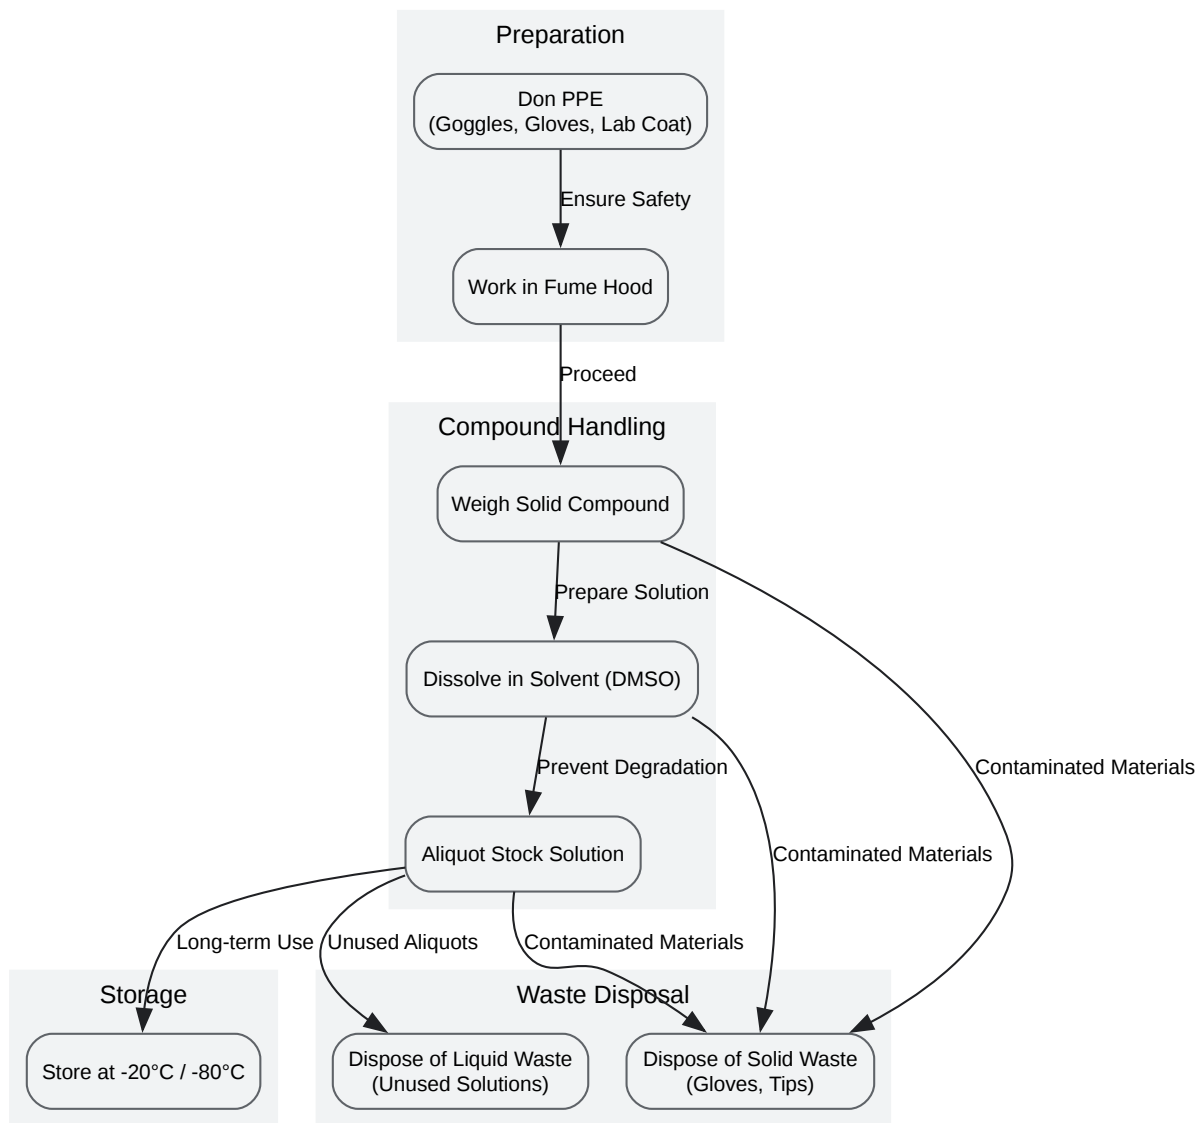 Preparation
Don PPE
(Goggles, Gloves, Lab Coat)
Ensure Safety
Work in Fume Hood
Proceed
Compound Handling
Weigh Solid Compound
Prepare Solution
Dissolve in Solvent (DMSO)
Prevent Degradation
Contaminated Materials
Aliquot Stock Solution
Contaminated Materials
Long-term Use
Unused Aliquots
Contaminated Materials
Storage
Waste Disposal
Store at -20°C / -80°C
Dispose of Liquid Waste
(Unused Solutions)
Dispose of Solid Waste
(Gloves, Tips)